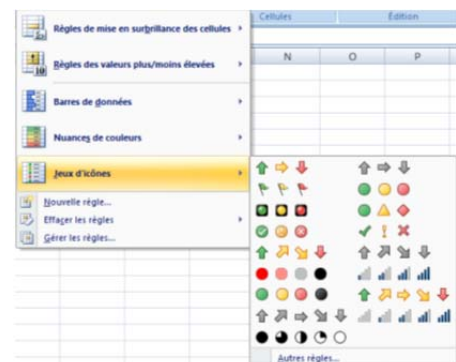 Règles de mise en surbrillance des cellules
Cellules
Édition
Règles des valeurs plus/moins élevées
10
N
O
P
Barres de données
Nuances de couleurs
Jeux d'icônes
Nouvelle règle...
Effacer les règles
Gérer les règles...
Autres règles...